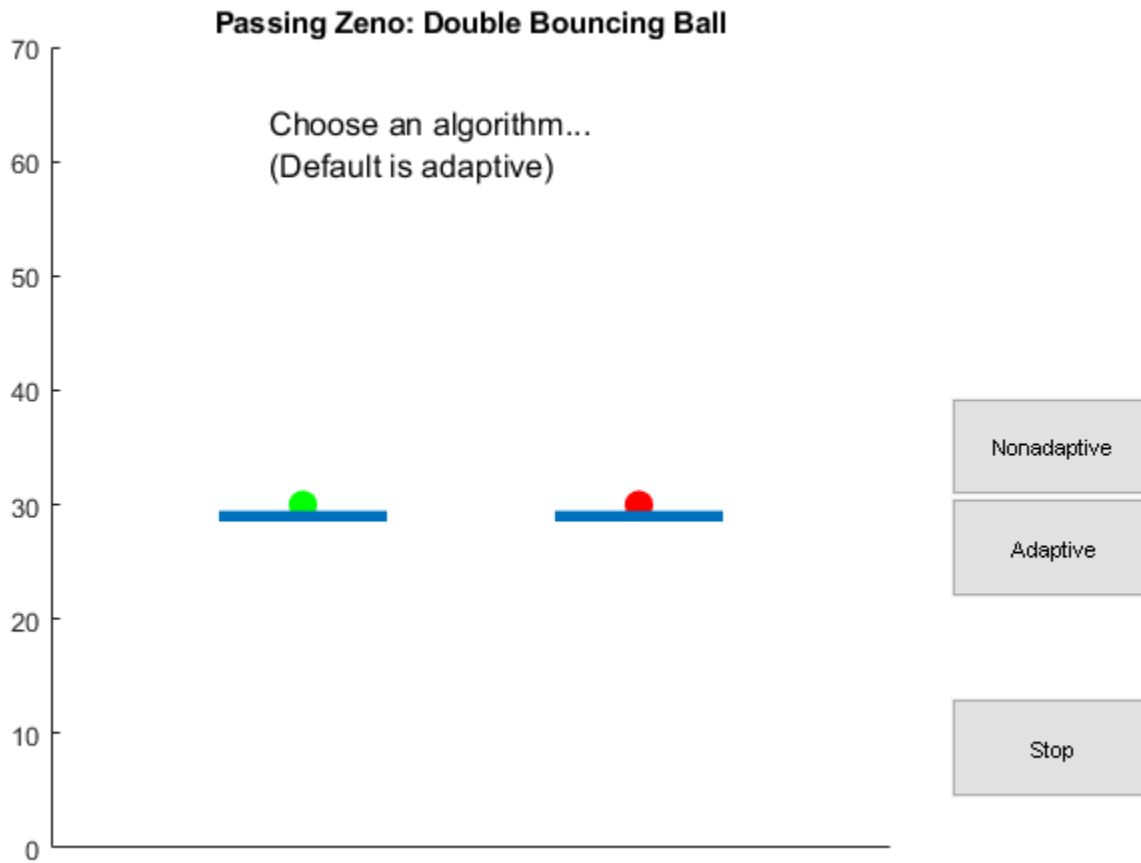 Passing Zeno: Double Bouncing Ball
70
Choose an algorithm...
(Default is adaptive)
60
50
40
Nonadaptive
30
Adaptive
20
10
Stop
0